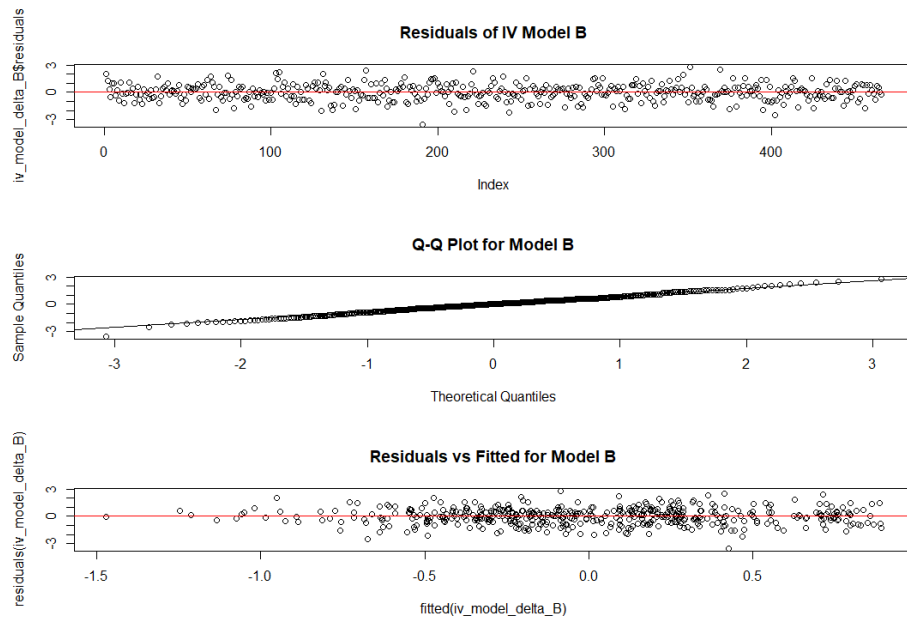 Residuals of IV Model B
iv_model_delta_B$residuals
3
0
-3
0
100
200
300
400
Index
Q-Q Plot for Model B
Sample Quantiles
3
0
-3
-3
-2
-1
0
1
2
3
Theoretical Quantiles
Residuals vs Fitted for Model B
residuals(iv_model_delta_B)
3
0
-3
-1.5
-1.0
-0.5
0.0
0.5
fitted(iv_model_delta_B)